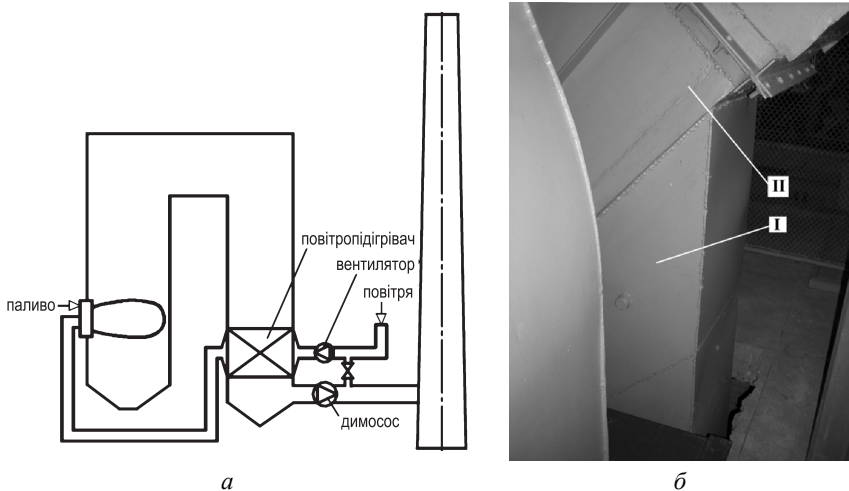 повітропідігрівач
вентилятор
повітря
паливо
димосос
II
I
а
б